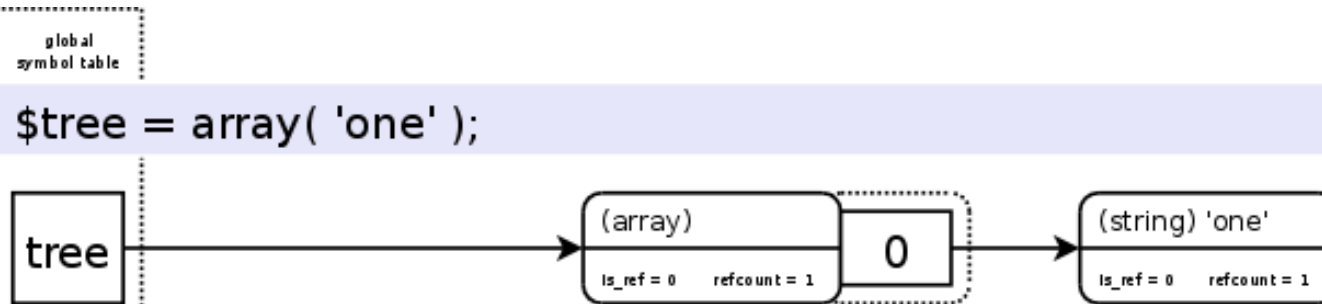 global
symbol table
$tree = array( 'one' );
tree
(array)
is_ref = 0 refcount = 1
0
(string) 'one'
is_ref = 0 refcount = 1